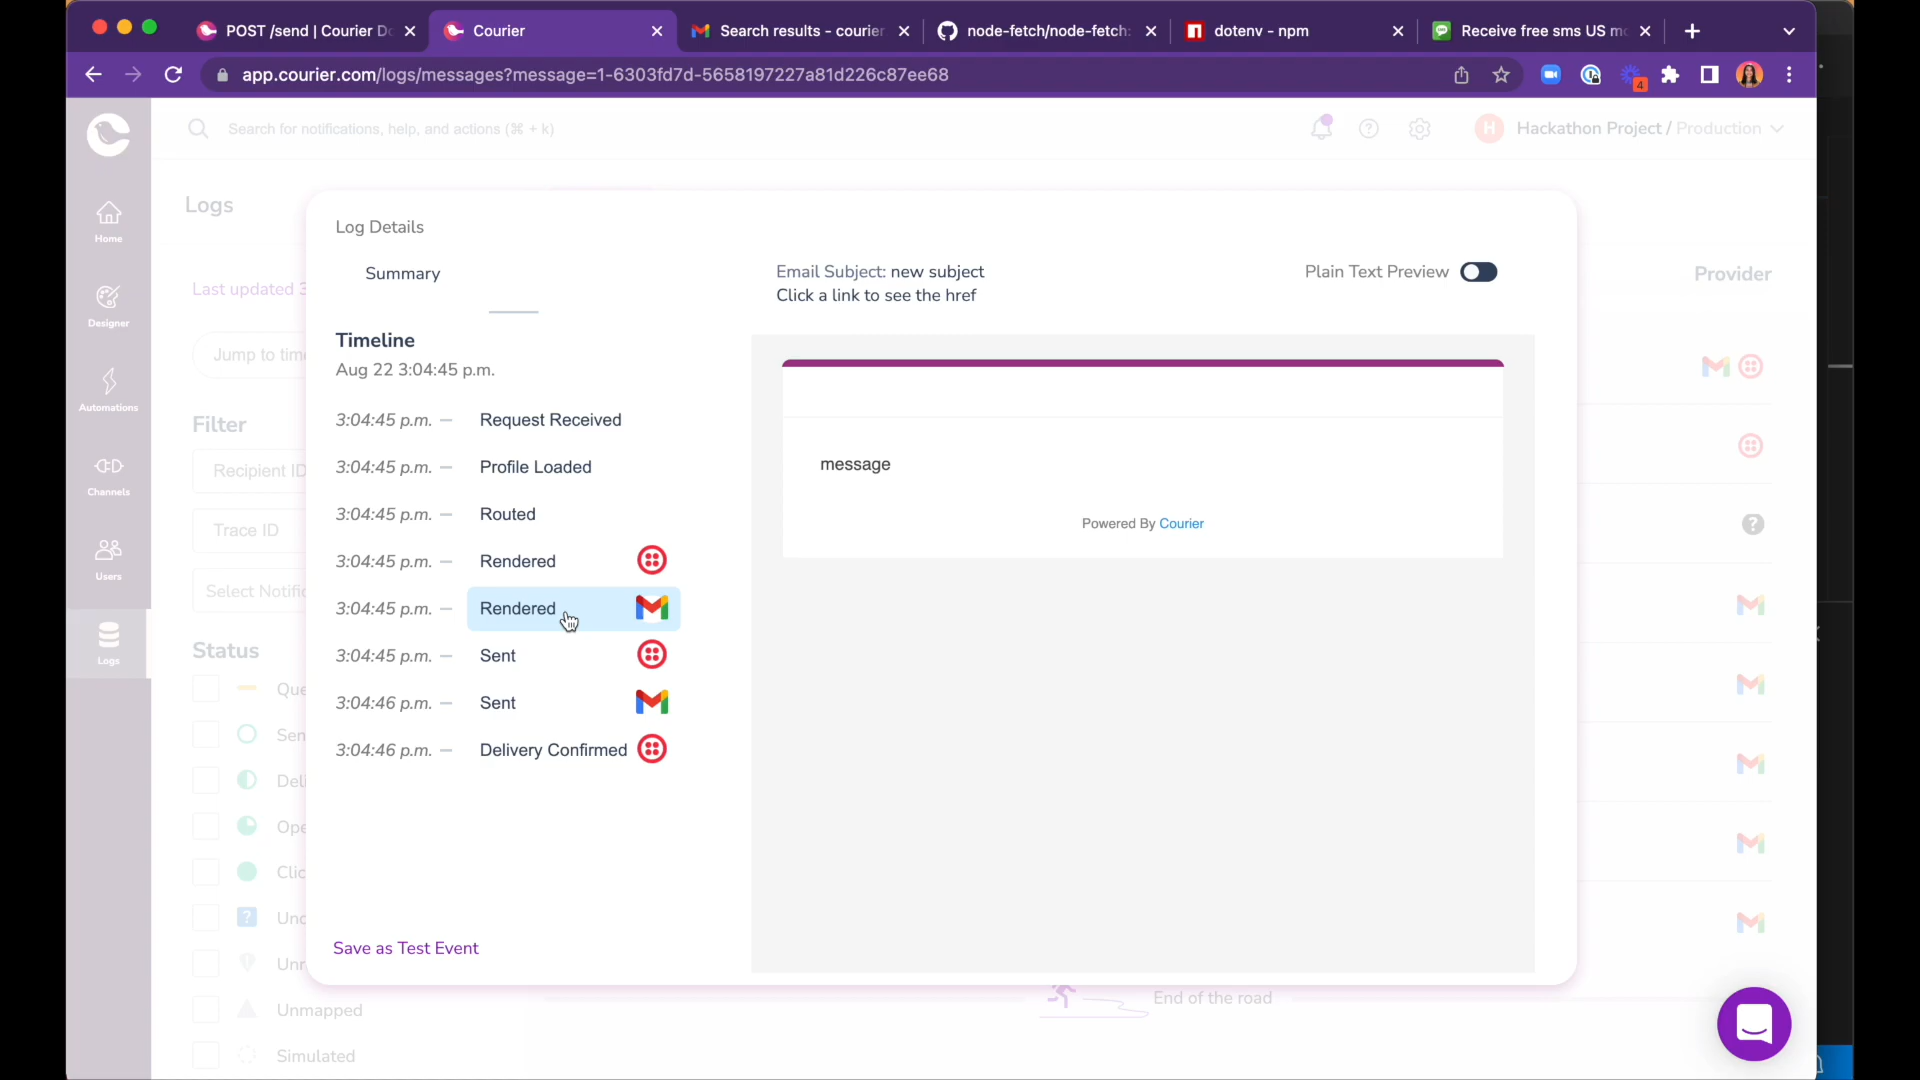 POST /send | Courier Do
Courier
Search results - courier
node-fetch/node-fetch:
dotenv - npm
Receive free sms US mo
app.courier.com/logs/messages?message=1-6303fd7d-5658197227a81d226c87ee68
4
Search for notifications, help, and actions (⌘ + k)
H
Hackathon Project / Production
Home
Designer
Automations
Channels
Users
Logs
Logs
Last updated 3
Jump to time
Filter
Recipient ID
Trace ID
Select Notific
Status
Que
Sen
Deli
Ope
Clic
Unc
Unr
Unmapped
Simulated
Provider
Log Details
Summary
Timeline
Aug 22 3:04:45 p.m.
3:04:45 p.m. – Request Received
3:04:45 p.m. – Profile Loaded
3:04:45 p.m. – Routed
3:04:45 p.m. – Rendered
3:04:45 p.m. – Rendered
3:04:45 p.m. – Sent
3:04:46 p.m. – Sent
3:04:46 p.m. – Delivery Confirmed
Save as Test Event
Email Subject: new subject
Click a link to see the href
Plain Text Preview
message
Powered By Courier
End of the road